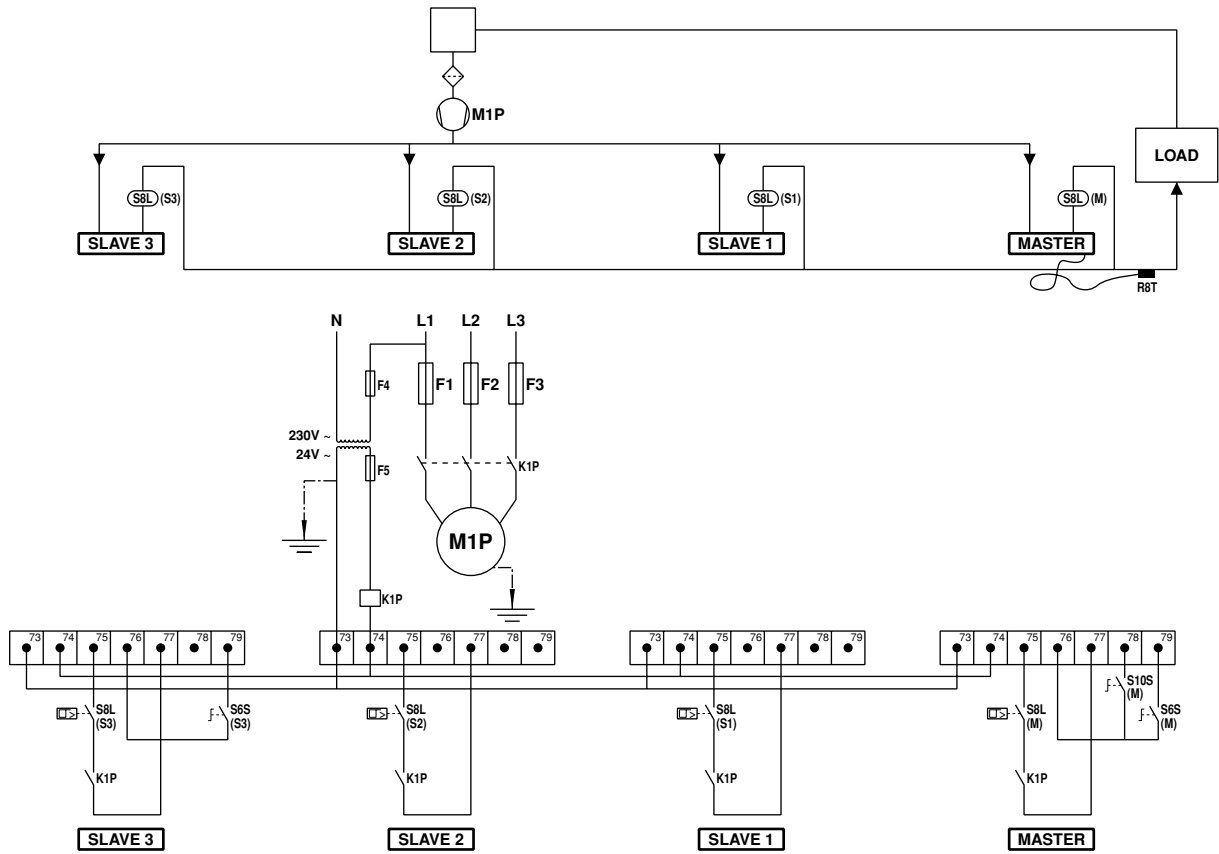 M1P
LOAD
S8L (S3)
S8L (S2)
S8L (S1)
S8L (M)
SLAVE 3
SLAVE 2
SLAVE 1
MASTER
R8T
N L1 L2 L3
F4
F1
F2
F3
230V ~
24V ~
F5
K1P
M1P
K1P
73 74 75 76 77 78 79
73 74 75 76 77 78 79
73 74 75 76 77 78 79
73 74 75 76 77 78 79
S8L
(S3)
S6S
(S3)
S8L
(S2)
S8L
(S1)
S8L
(M)
S10S
(M)
S6S
(M)
K1P
K1P
K1P
K1P
SLAVE 3
SLAVE 2
SLAVE 1
MASTER